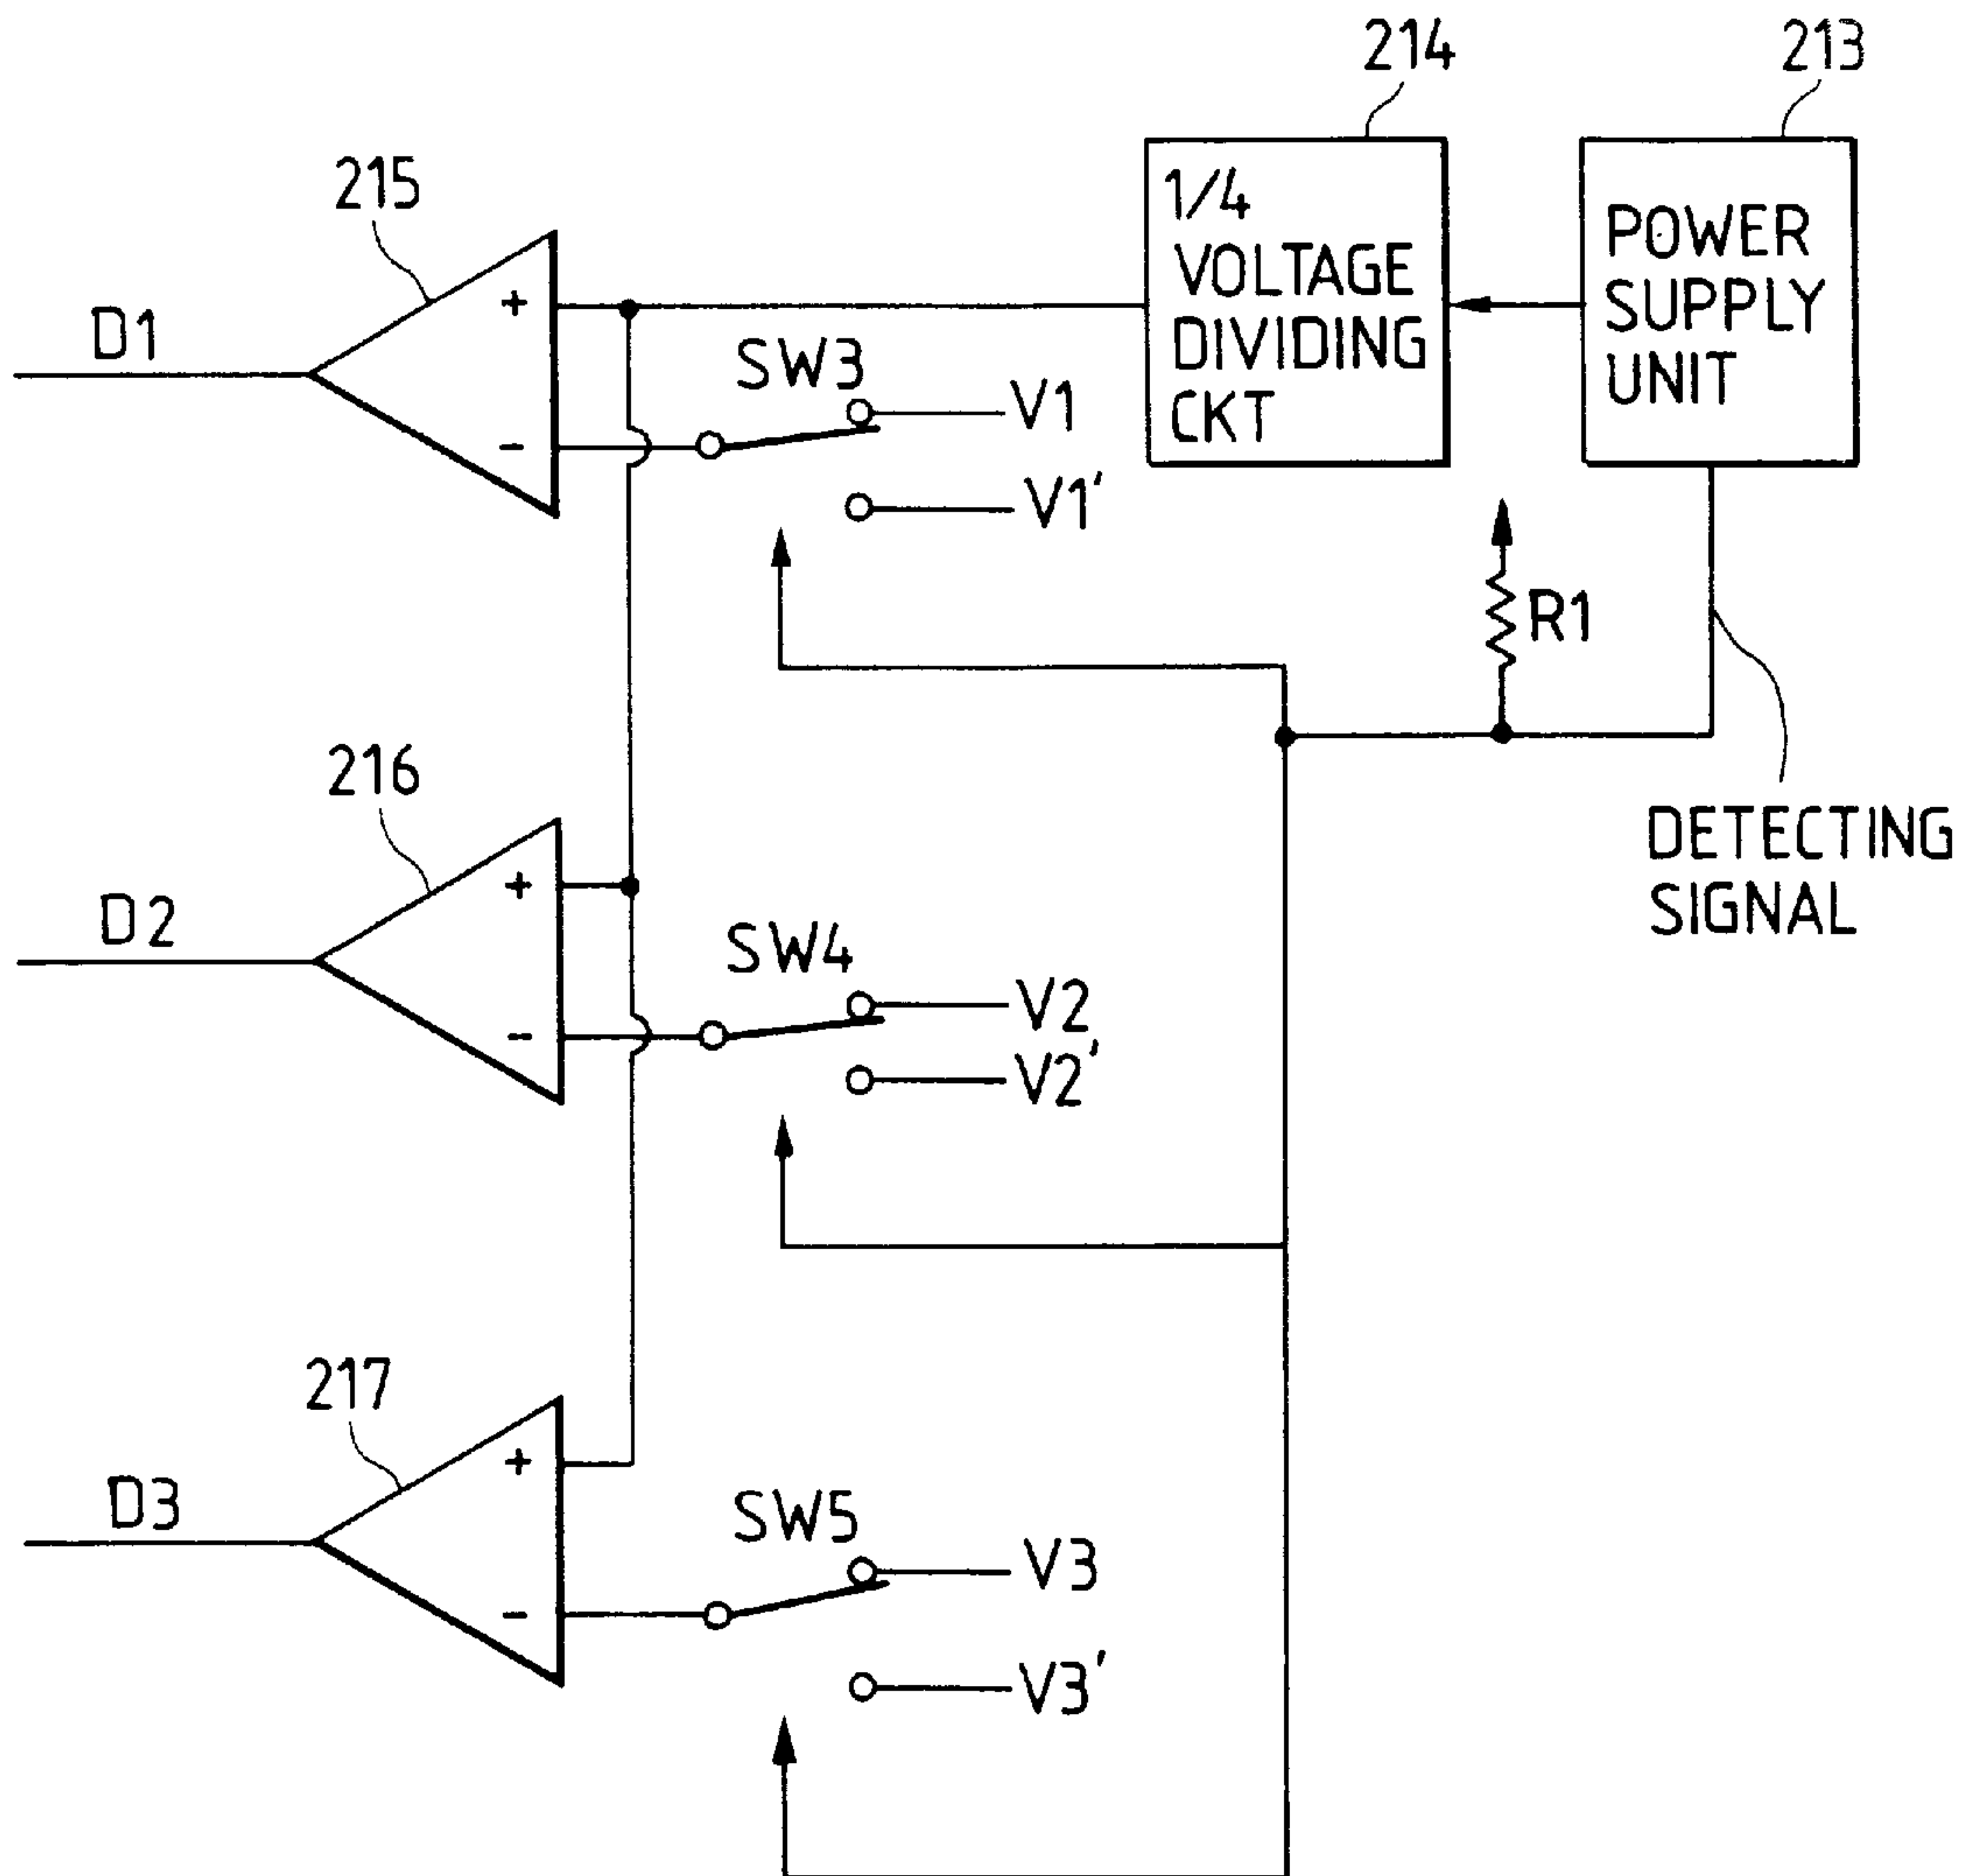 214
213
215
1/4
VOLTAGE
DIVIDING
CKT
POWER
SUPPLY
UNIT
D1
+
-
SW3
V1
V1'
R1
DETECTING
SIGNAL
216
D2
+
-
SW4
V2
V2'
217
D3
+
-
SW5
V3
V3'